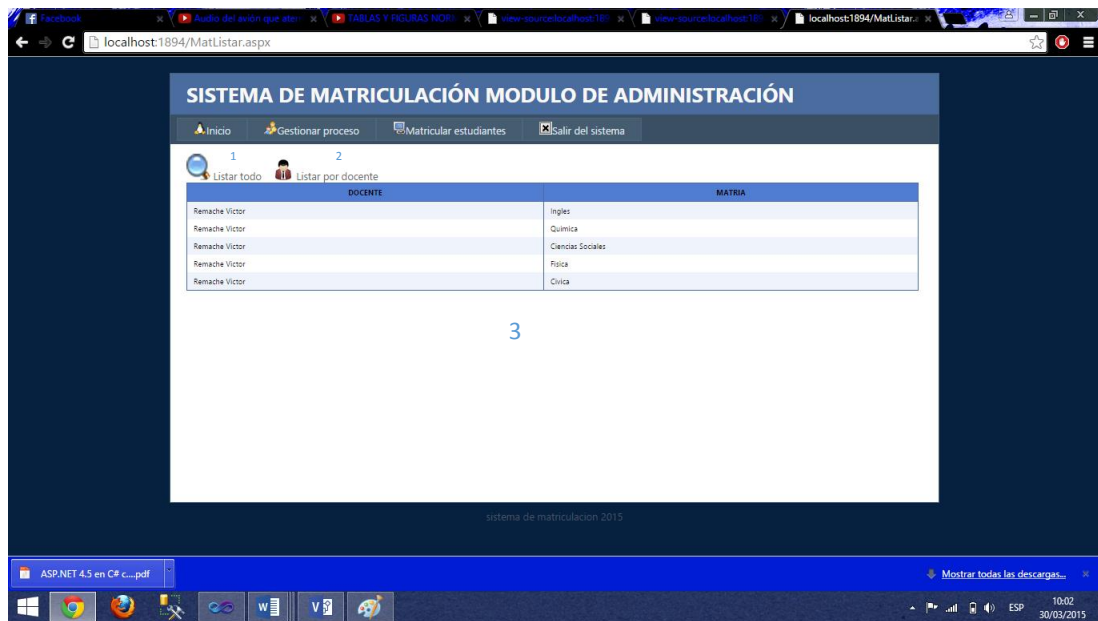 Facebook
Audio del avión que ater
TABLAS Y FIGURAS NOR
view-source:localhost:189
view-source:localhost:189
localhost:1894/MatListar.a
localhost:1894/MatListar.aspx
SISTEMA DE MATRICULACIÓN MODULO DE ADMINISTRACIÓN
Inicio Gestionar proceso Matricular estudiantes Salir del sistema
1 2
Listar todo Listar por docente
DOCENTE MATRIA
Remache Victor Ingles
Remache Victor Quimica
Remache Victor Ciencias Sociales
Remache Victor Fisica
Remache Victor Civica
3
sistema de matriculacion 2015
ASP.NET 4.5 en C# c....pdf Mostrar todas las descargas...
ESP 10:02
30/03/2015